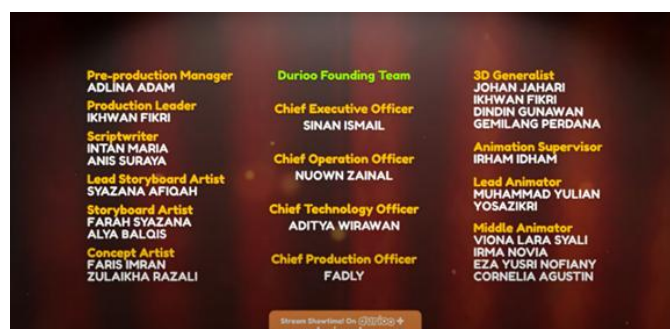 Pre-production Manager
ADLINA ADAM
Production Leader
IKHWAN FIKRI
Scriptwriter
INTAN MARIA
ANIS SURAYA
Lead Storyboard Artist
SYAZANA AFIQAH
Storyboard Artist
FARAH SYAZANA
ALYA BALQIS
Concept Artist
FARIS IMRAN
ZULAIKHA RAZALI
Durioo Founding Team
Chief Executive Officer
SINAN ISMAIL
Chief Operation Officer
NUOWN ZAINAL
Chief Technology Officer
ADITYA WIRAWAN
Chief Production Officer
FADLY
3D Generalist
JOHAN JAHARI
IKHWAN FIKRI
DINDIN GUNAWAN
GEMILANG PERDANA
Animation Supervisor
IRHAM IDHAM
Lead Animator
MUHAMMAD YULIAN
YOSAZIKRI
Middle Animator
VIONA LARA SYALI
IRMA NOVIA
EZA YUSRI NOFIANY
CORNELIA AGUSTIN
Stream Showtime! On durioo +